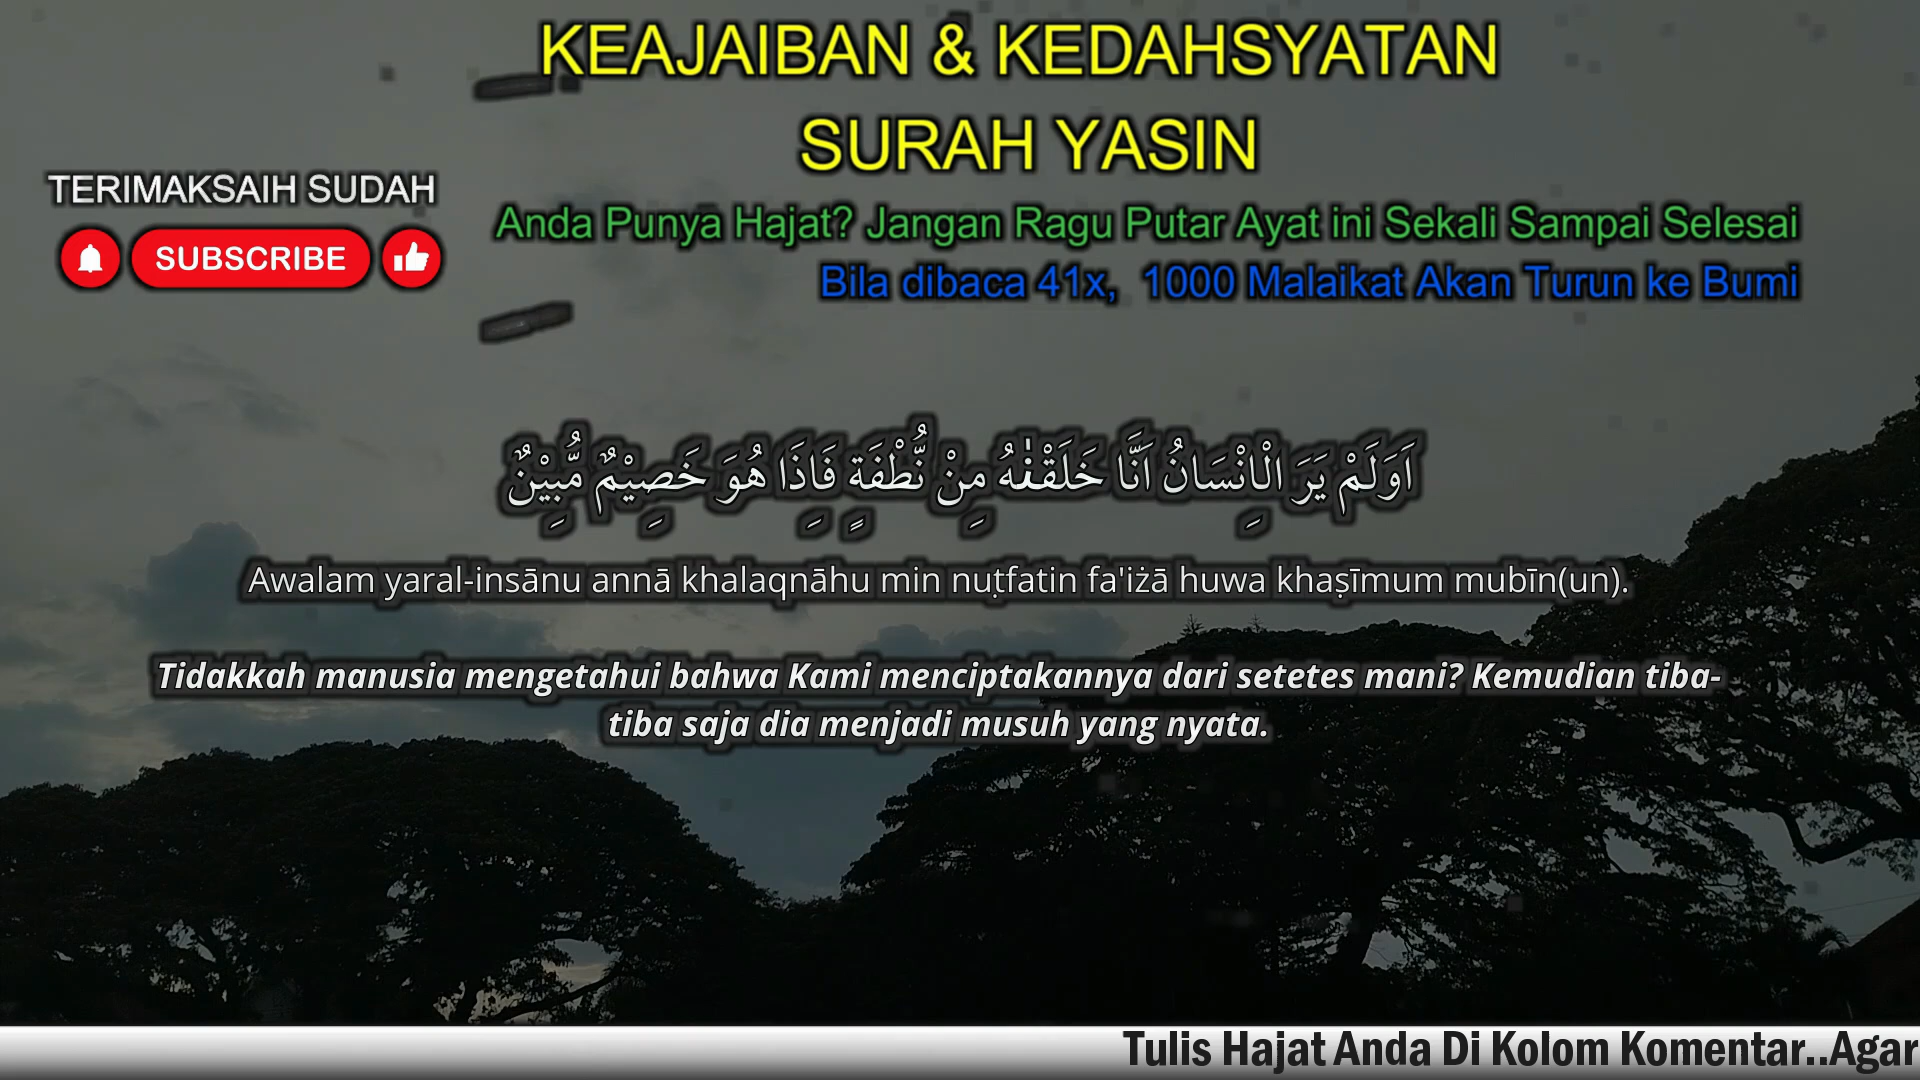 KEAJAIBAN & KEDAHSYATAN
SURAH YASIN
TERIMAKSAIH SUDAH
SUBSCRIBE
Anda Punya Hajat? Jangan Ragu Putar Ayat ini Sekali Sampai Selesai
Bila dibaca 41x, 1000 Malaikat Akan Turun ke Bumi
اَوَلَمْ يَرَ الْاِنْسَانُ اَنَّا خَلَقْنٰهُ مِنْ نُّطْفَةٍ فَاِذَا هُوَ خَصِيْمٌ مُّبِيْنٌ
Awalam yaral-insānu annā khalaqnāhu min nuṭfatin fa'iżā huwa khaṣīmum mubīn(un).
Tidakkah manusia mengetahui bahwa Kami menciptakannya dari setetes mani? Kemudian tiba-
tiba saja dia menjadi musuh yang nyata.
Tulis Hajat Anda Di Kolom Komentar..Agar